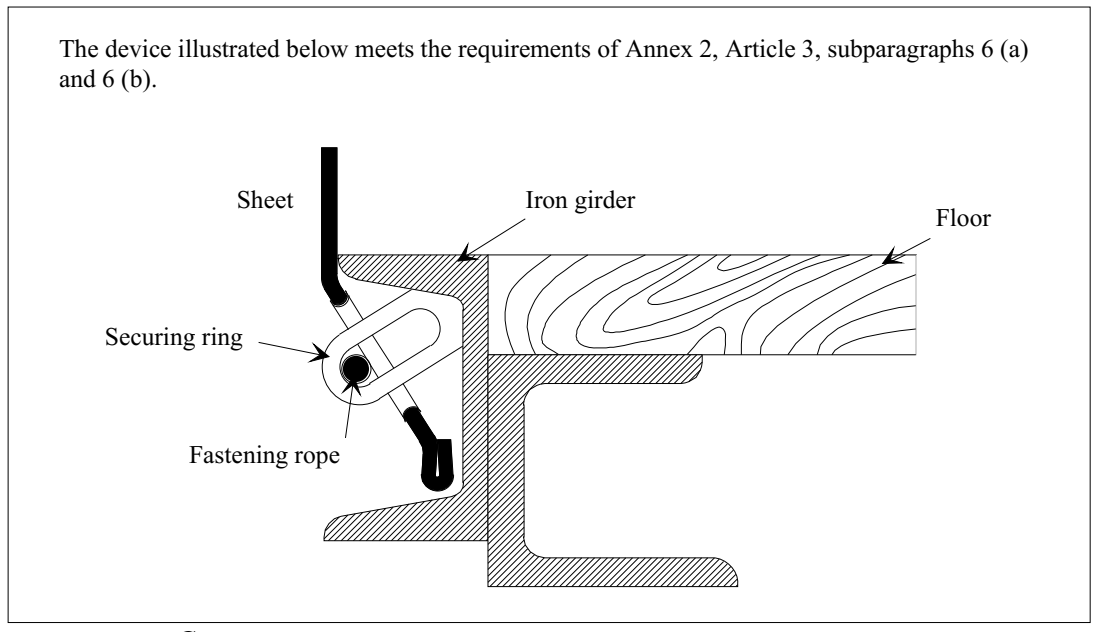 The device illustrated below meets the requirements of Annex 2, Article 3, subparagraphs 6 (a)
and 6 (b).
Sheet
Iron girder
Floor
Securing ring
Fastening rope